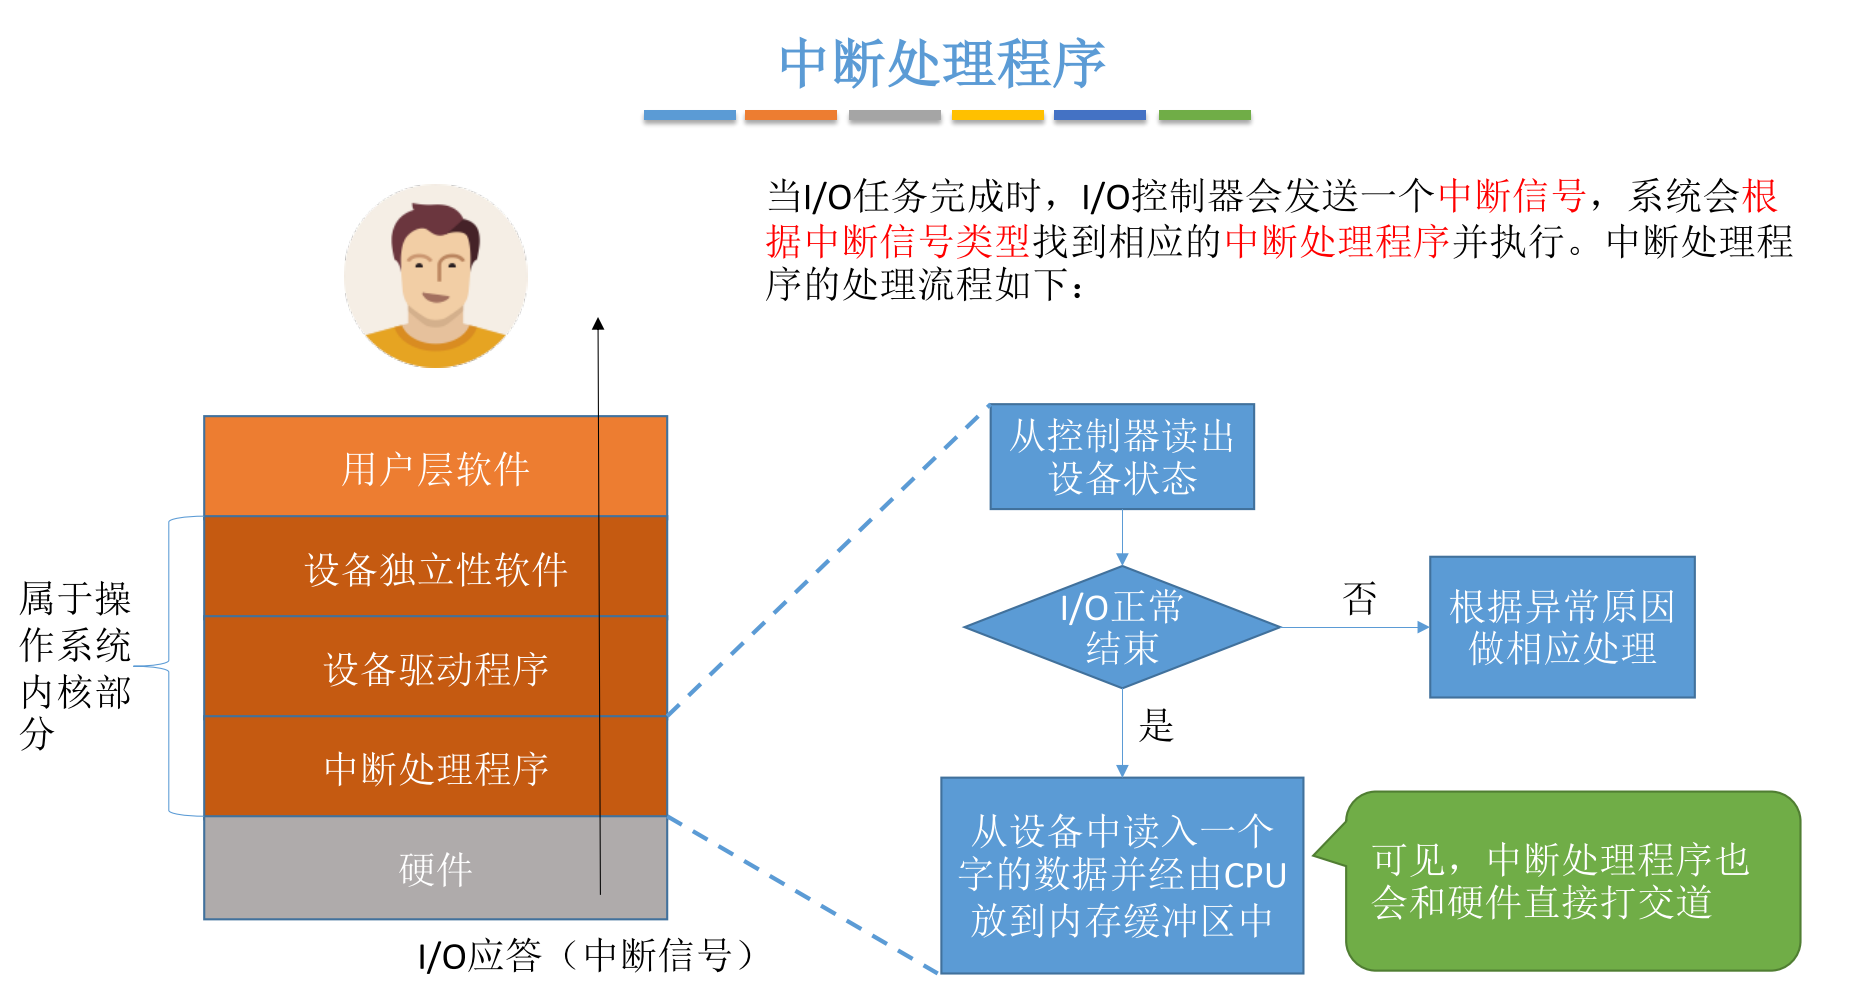 中断处理程序
当I/O任务完成时，I/O控制器会发送一个中断信号，系统会根
据中断信号类型找到相应的中断处理程序并执行。中断处理程
序的处理流程如下：
用户层软件
设备独立性软件
设备驱动程序
中断处理程序
硬件
属于操
作系统
内核部
分
I/O应答（中断信号）
从控制器读出
设备状态
I/O正常
结束
否
根据异常原因
做相应处理
是
从设备中读入一个
字的数据并经由CPU
放到内存缓冲区中
可见，中断处理程序也
会和硬件直接打交道